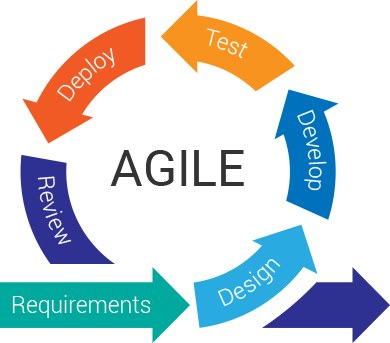 Requirements
Design
Develop
Test
Deploy
Review
AGILE